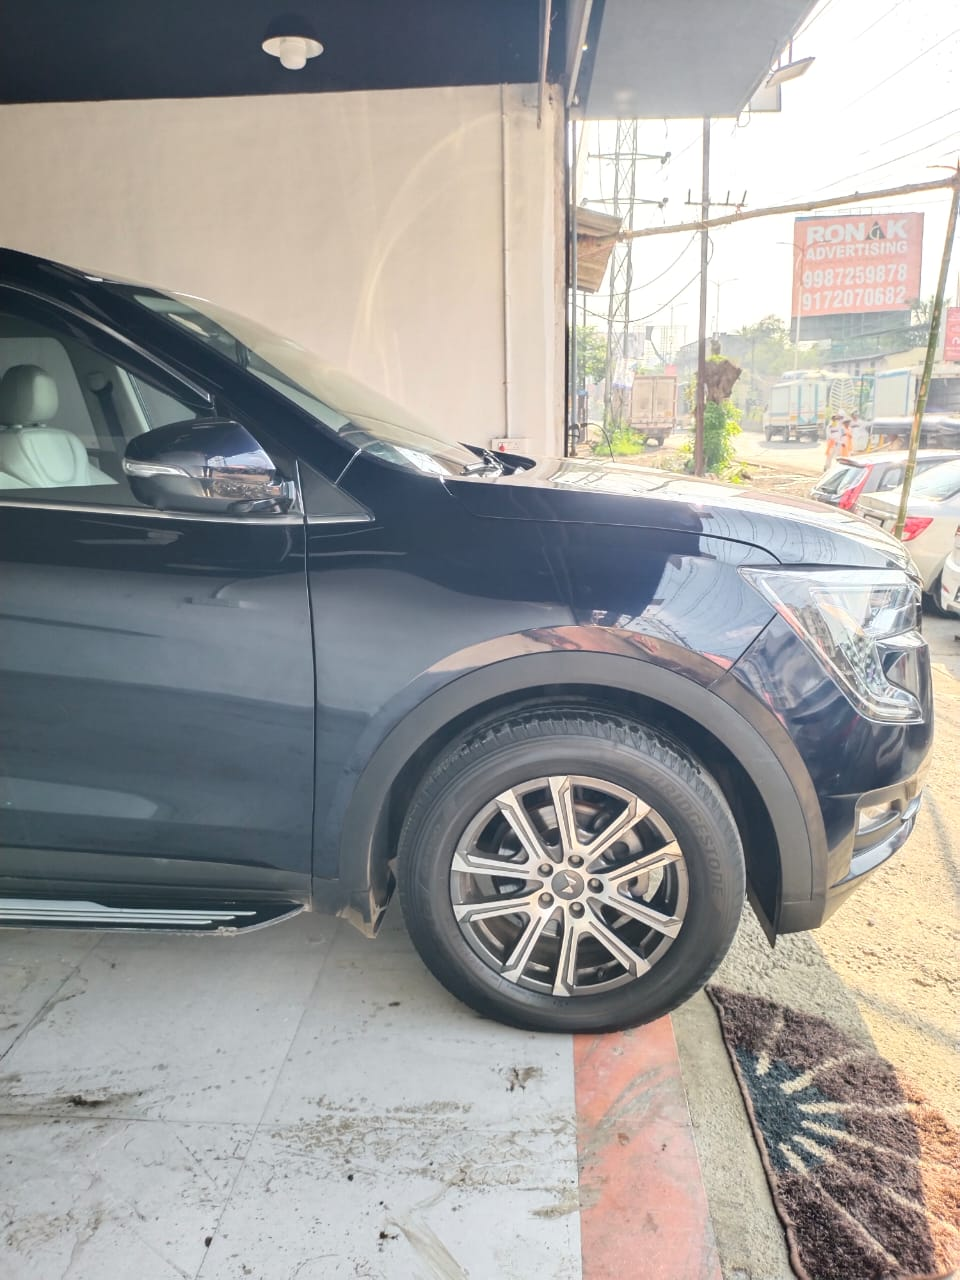 RONAK
ADVERTISING
9987259878
9172070682
BRIDGESTONE